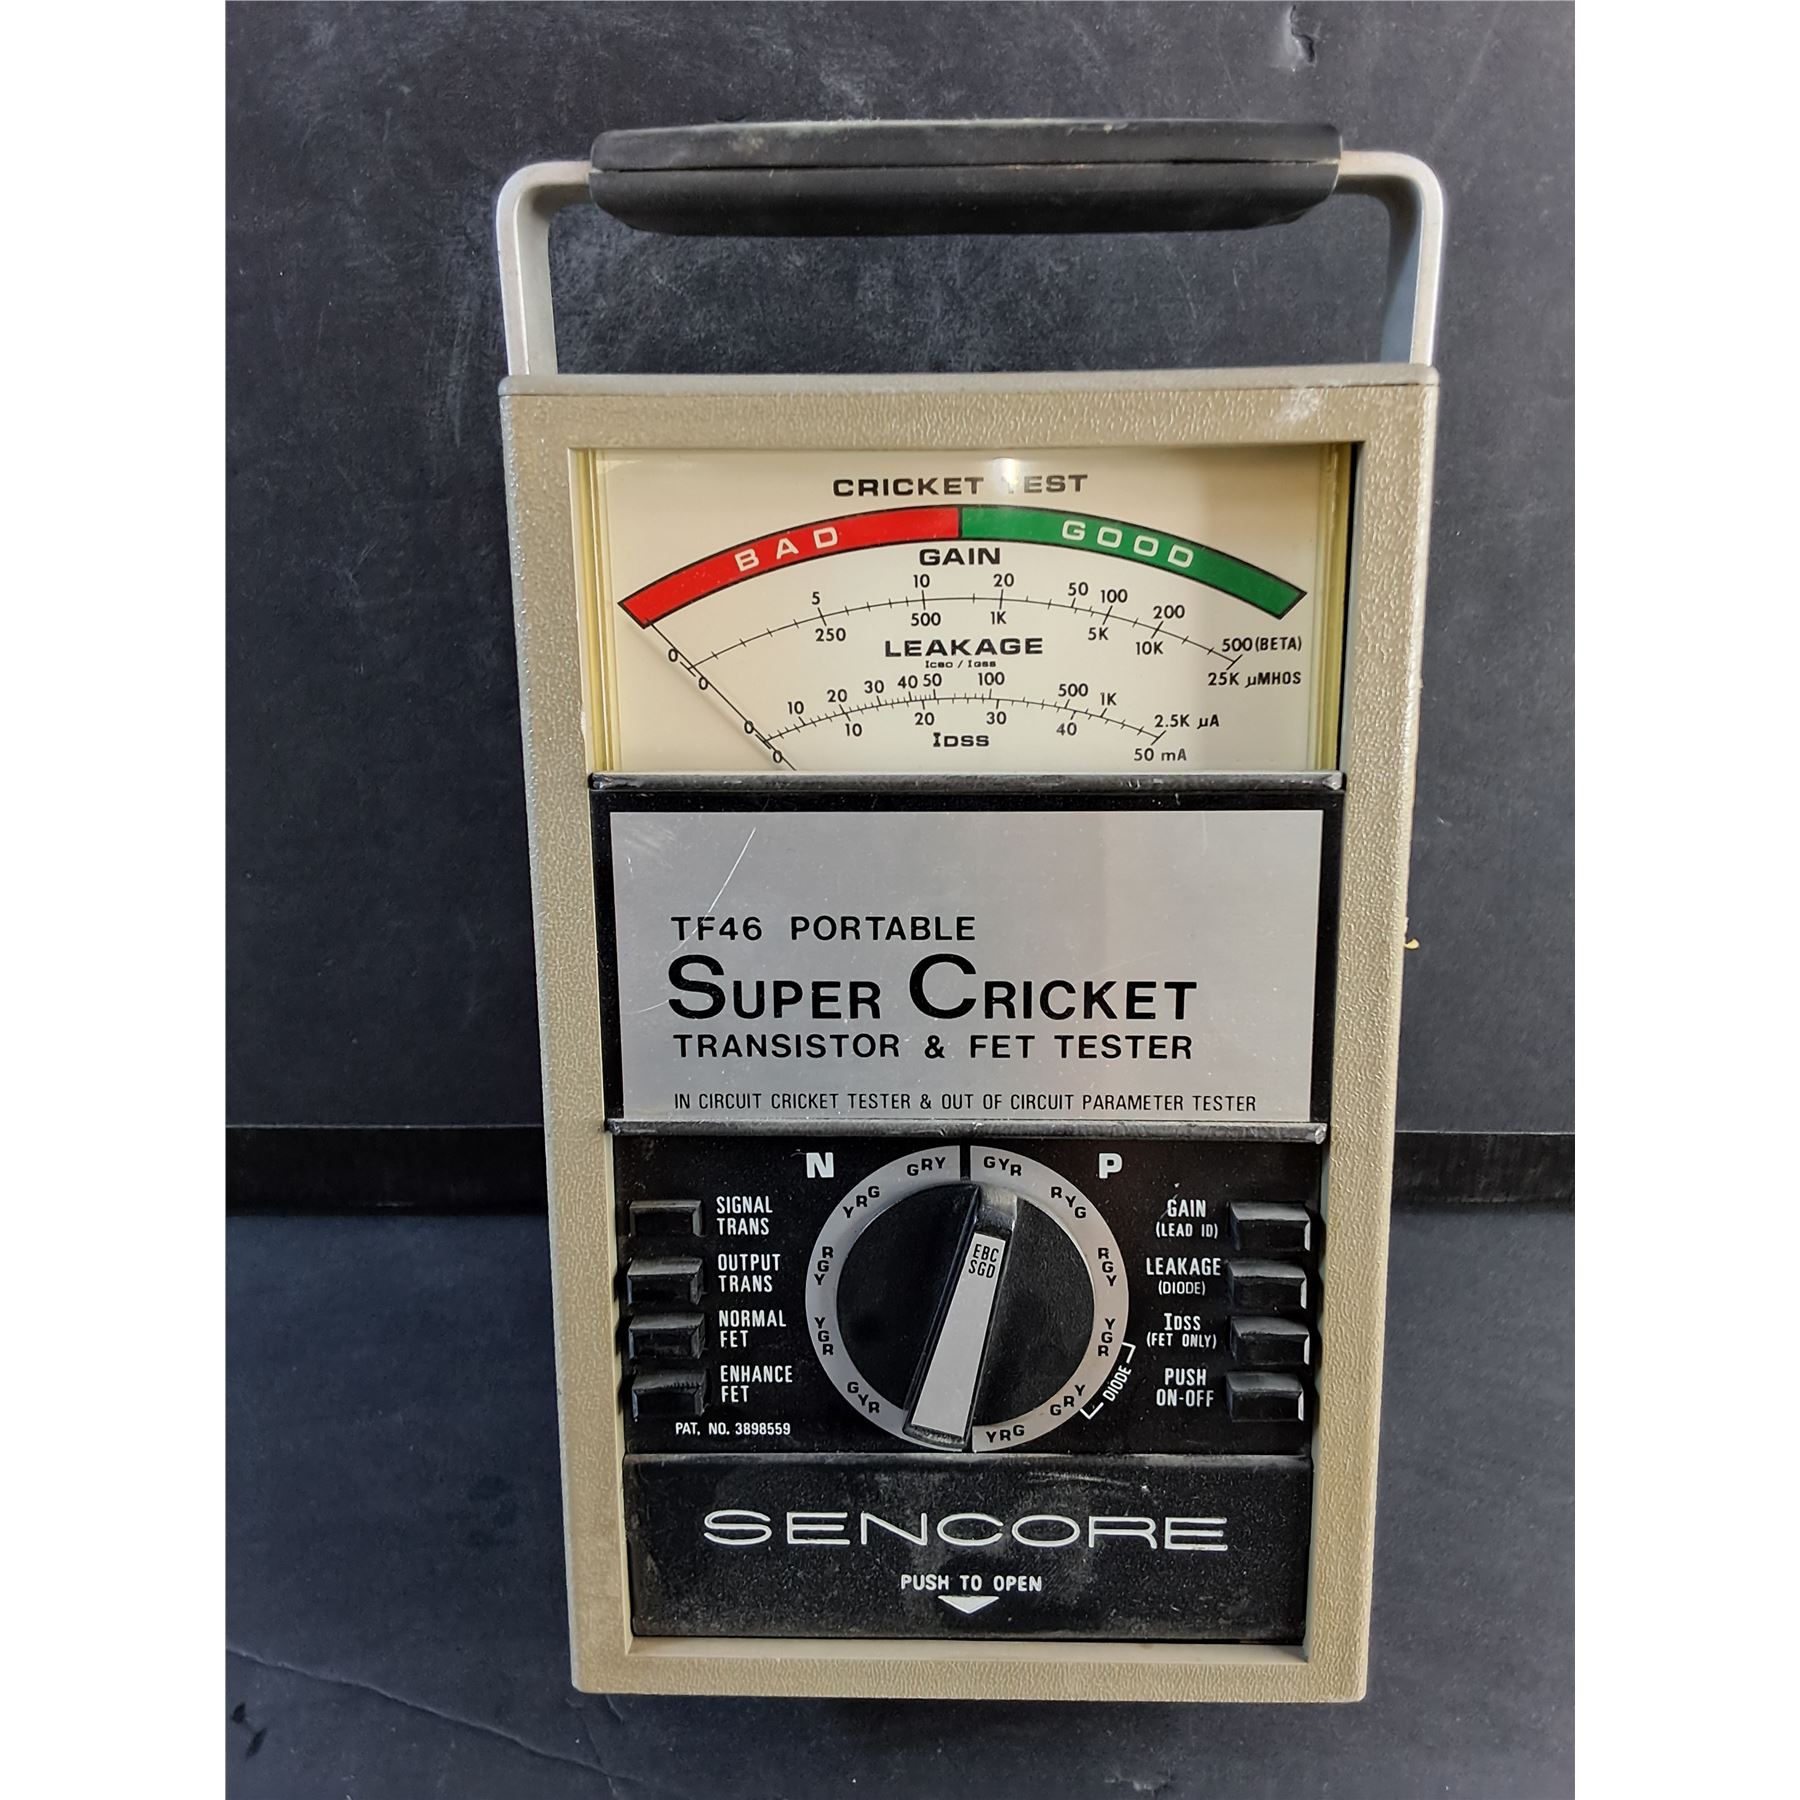 CRICKET TEST
BAD GOOD
GAIN
0 5 10 20 50 100 200 500 (BETA)
0 250 500 1K 5K 10K 25K µMHOS
LEAKAGE
ICBO / IGSS
0 10 20 30 40 50 100 500 1K 2.5K µA
0 10 20 30 40 50 mA
IDSS
TF46 PORTABLE
SUPER CRICKET
TRANSISTOR & FET TESTER
IN CIRCUIT CRICKET TESTER & OUT OF CIRCUIT PARAMETER TESTER
N P
GRY GYR
YRG RYG
RGY RGY
YGR YGR
GYR GRY
YRG
EBC
SGD
DIODE
SIGNAL
TRANS
OUTPUT
TRANS
NORMAL
FET
ENHANCE
FET
GAIN
(LEAD ID)
LEAKAGE
(DIODE)
IDSS
(FET ONLY)
PUSH
ON-OFF
PAT. NO. 3898559
SENCORE
PUSH TO OPEN